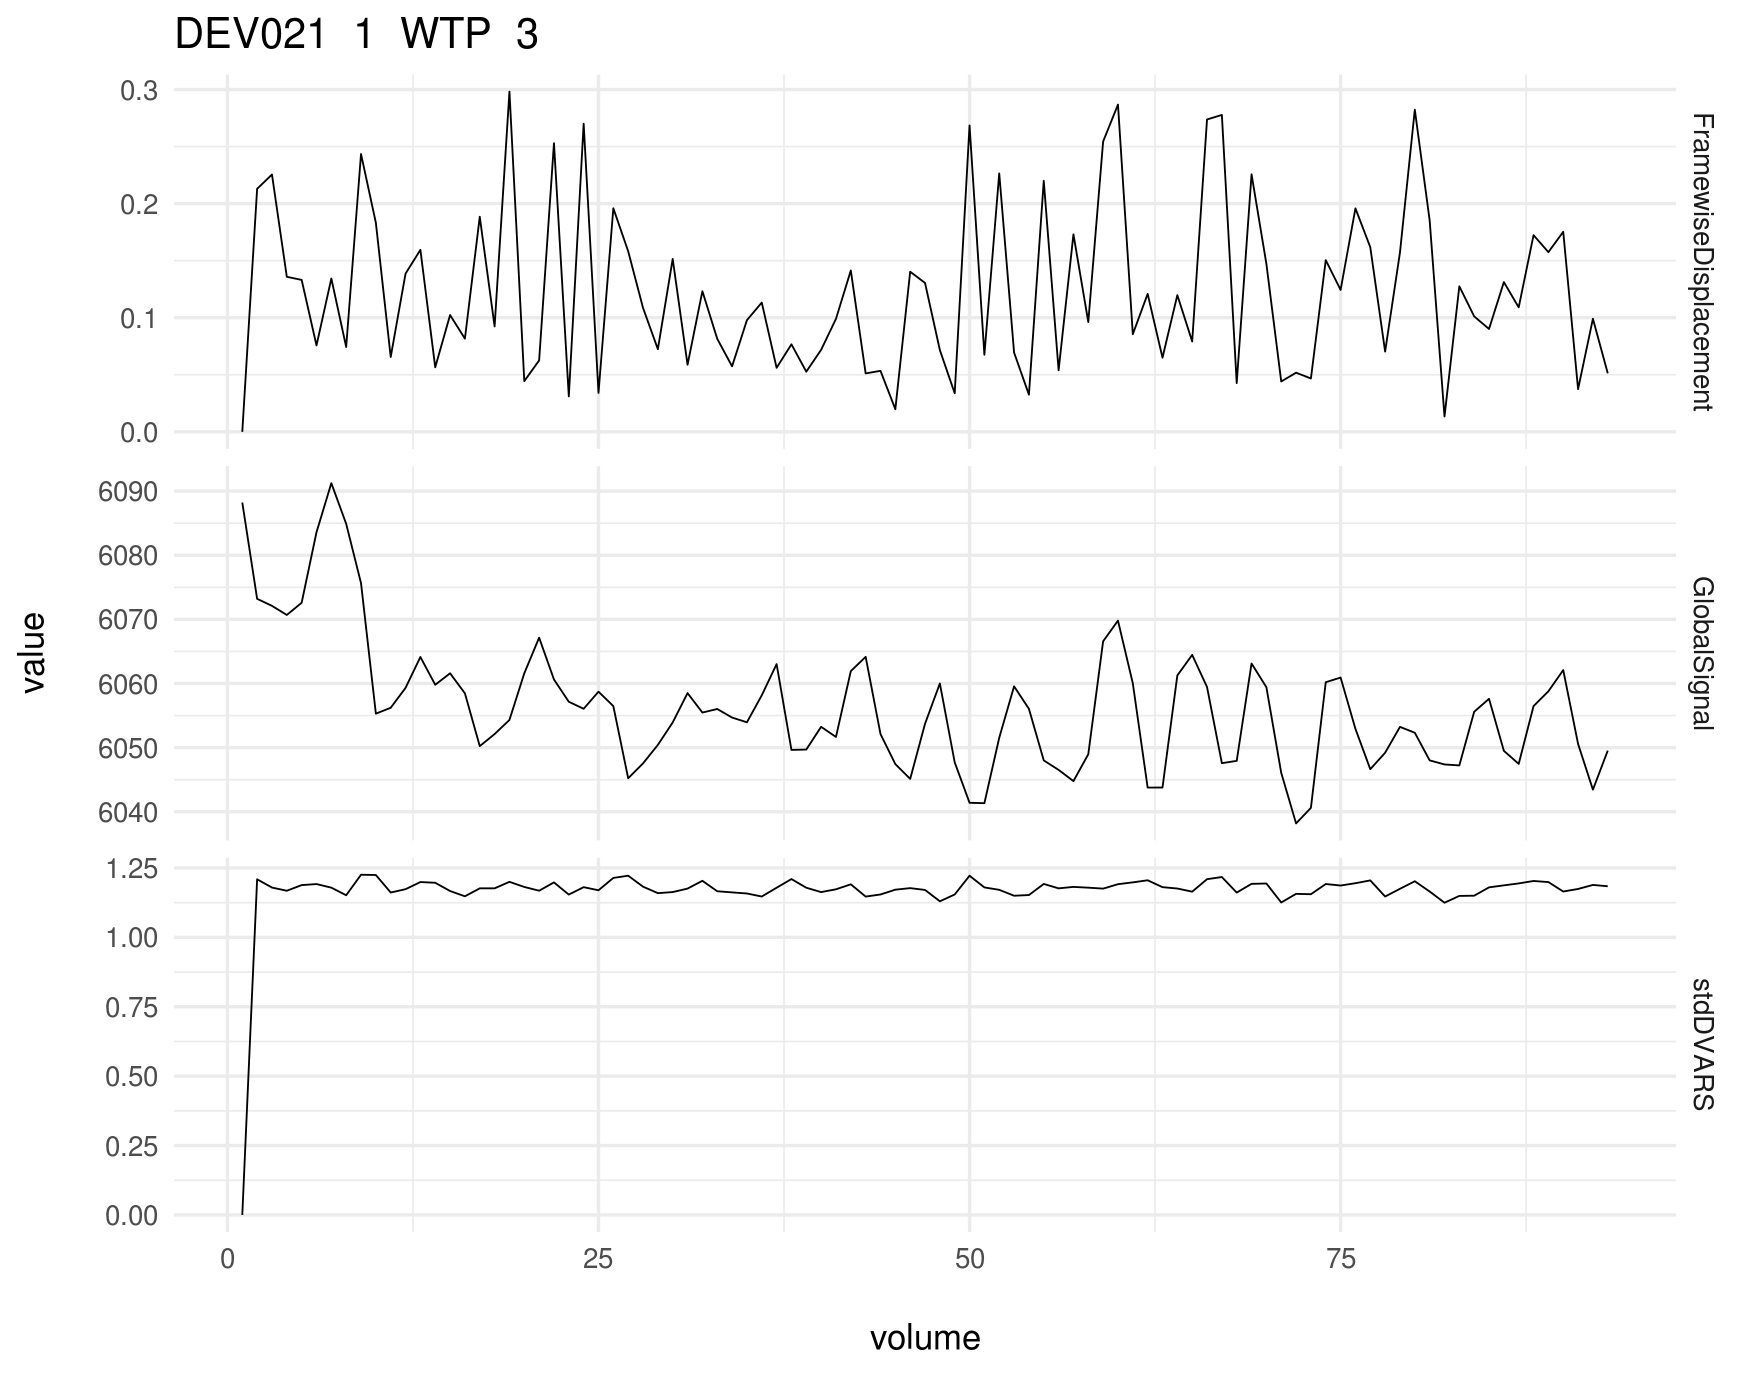 DEV021 1 WTP 3
0.3
0.2
0.1
0.0
FramewiseDisplacement
6090
6080
6070
6060
6050
6040
GlobalSignal
value
1.25
1.00
0.75
0.50
0.25
0.00
stdDVARS
0 25 50 75
volume